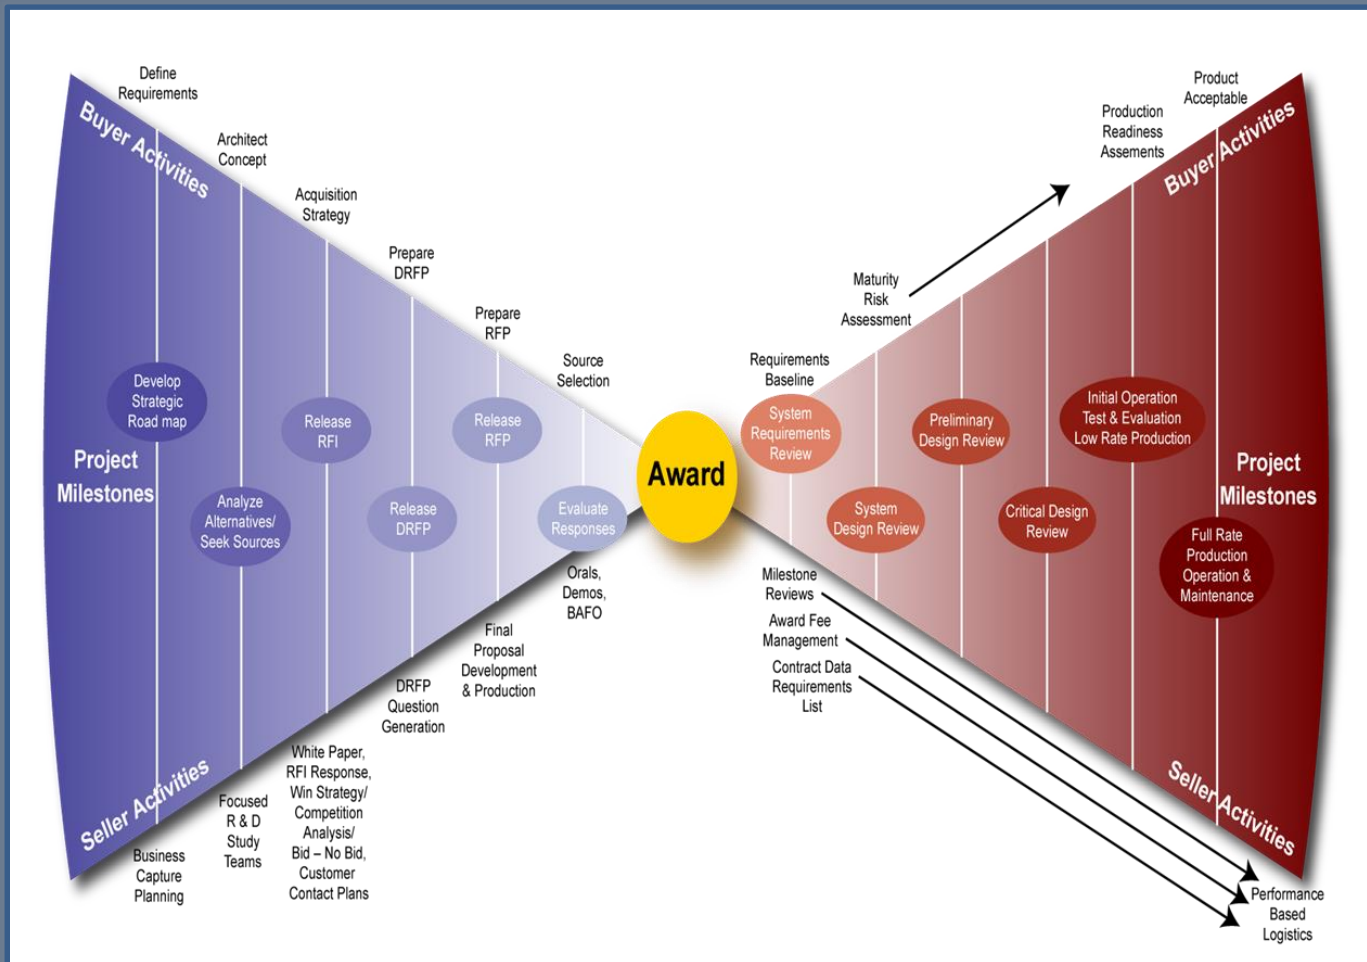 Define
Requirements
Architect
Concept
Acquisition
Strategy
Prepare
DRFP
Prepare
RFP
Source
Selection
Buyer Activities
Develop
Strategic
Road map
Release
RFI
Release
RFP
Project
Milestones
Analyze
Alternatives/
Seek Sources
Release
DRFP
Evaluate
Responses
Seller Activities
Business
Capture
Planning
Focused
R & D
Study
Teams
White Paper,
RFI Response,
Win Strategy/
Competition
Analysis/
Bid – No Bid,
Customer
Contact Plans
DRFP
Question
Generation
Final
Proposal
Development
& Production
Orals,
Demos,
BAFO
Award
Requirements
Baseline
Maturity
Risk
Assessment
Production
Readiness
Assements
Product
Acceptable
Buyer Activities
System
Requirements
Review
Preliminary
Design Review
Initial Operation
Test & Evaluation
Low Rate Production
Project
Milestones
System
Design Review
Critical Design
Review
Full Rate
Production
Operation &
Maintenance
Milestone
Reviews
Award Fee
Management
Contract Data
Requirements
List
Seller Activities
Performance
Based
Logistics